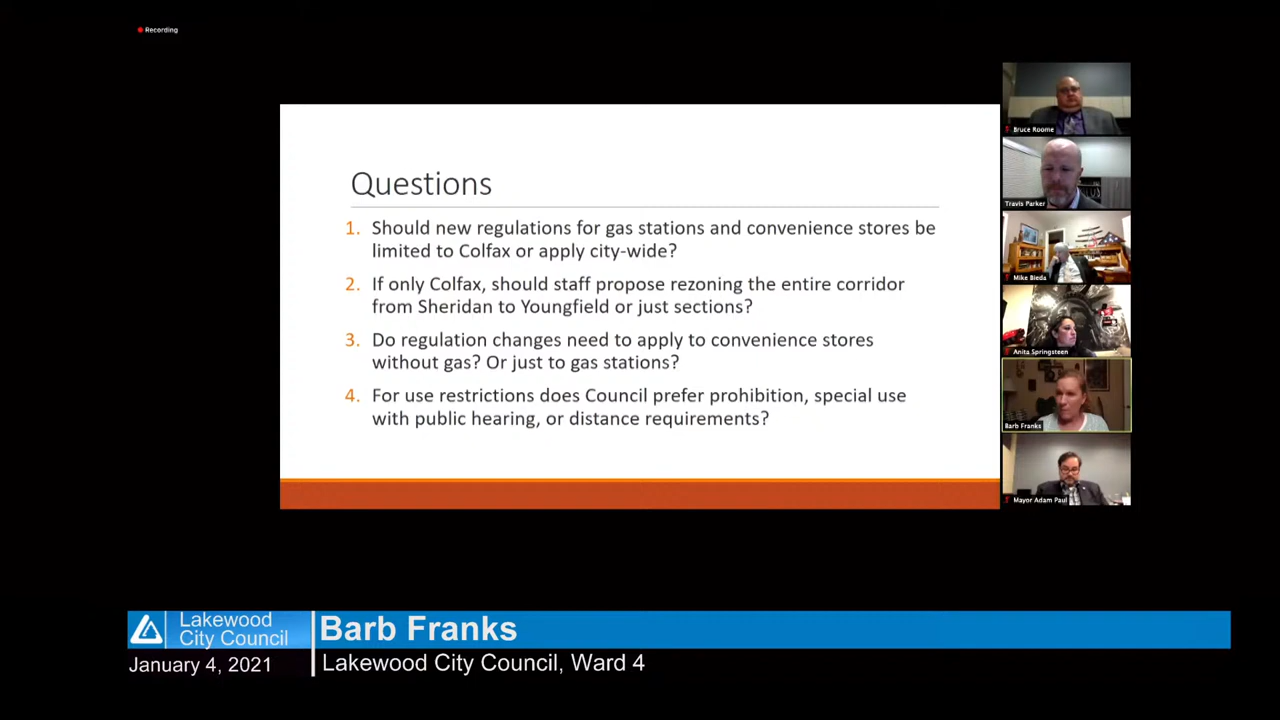 Recording
Questions
1. Should new regulations for gas stations and convenience stores be
limited to Colfax or apply city-wide?
2. If only Colfax, should staff propose rezoning the entire corridor
from Sheridan to Youngfield or just sections?
3. Do regulation changes need to apply to convenience stores
without gas? Or just to gas stations?
4. For use restrictions does Council prefer prohibition, special use
with public hearing, or distance requirements?
Bruce Roome
Travis Parker
Mike Bieda
Anita Springsteen
Barb Franks
Mayor Adam Paul
Lakewood
City Council
January 4, 2021
Barb Franks
Lakewood City Council, Ward 4